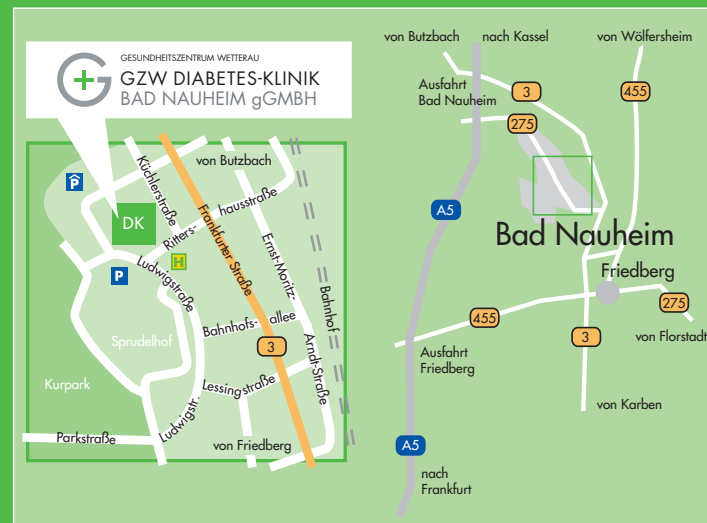 GESUNDHEITSZENTRUM WETTERAU
GZW DIABETES-KLINIK
BAD NAUHEIM gGMBH
von Butzbach
Küchlerstraße
P
DK
Ritters-
hausstraße
Frankfurter Straße
H
P
Ludwigstraße
Ernst-Moritz-
Arndt-Straße
Bahnhof
Bahnhofs-
allee
Sprudelhof
3
Kurpark
Lessingstraße
Ludwigstr.
Parkstraße
von Friedberg
von Butzbach
nach Kassel
von Wölfersheim
Ausfahrt
Bad Nauheim
3
455
275
A5
Bad Nauheim
Friedberg
275
455
3
von Florstadt
Ausfahrt
Friedberg
von Karben
A5
nach
Frankfurt